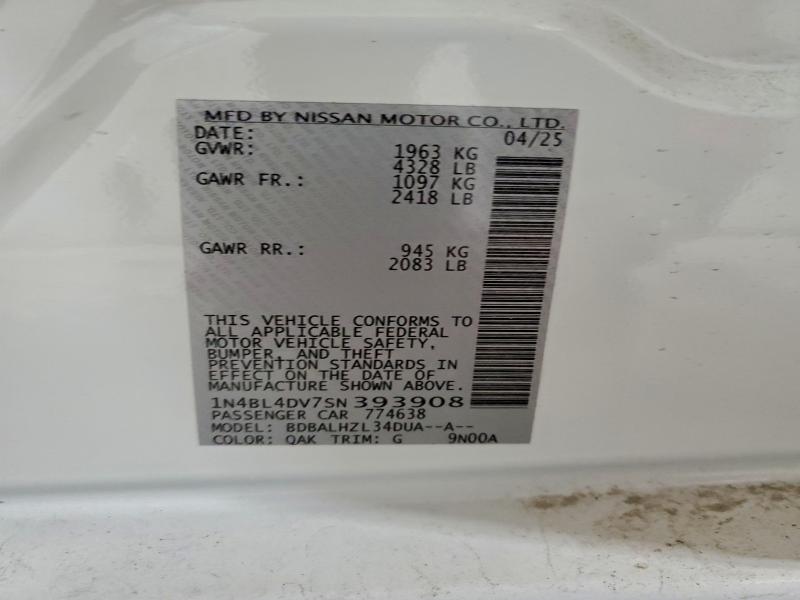 MFD BY NISSAN MOTOR CO., LTD.
DATE: 04/25
GVWR: 1963 KG
4328 LB
GAWR FR.: 1097 KG
2418 LB
GAWR RR.: 945 KG
2083 LB
THIS VEHICLE CONFORMS TO
ALL APPLICABLE FEDERAL
MOTOR VEHICLE SAFETY,
BUMPER, AND THEFT
PREVENTION STANDARDS IN
EFFECT ON THE DATE OF
MANUFACTURE SHOWN ABOVE.
1N4BL4DV7SN 393908
PASSENGER CAR 774638
MODEL: BDBALHZL34DUA--A--
COLOR: QAK TRIM: G 9N00A